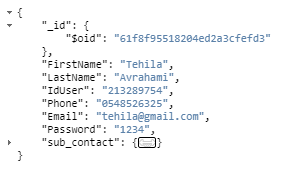 {
"_id": {
"$oid": "61f8f95518204ed2a3cfefd3"
},
"FirstName": "Tehila",
"LastName": "Avrahami",
"IdUser": "213289754",
"Phone": "0548526325",
"Email": "tehila@gmail.com",
"Password": "1234",
"sub_contact": {...}
}